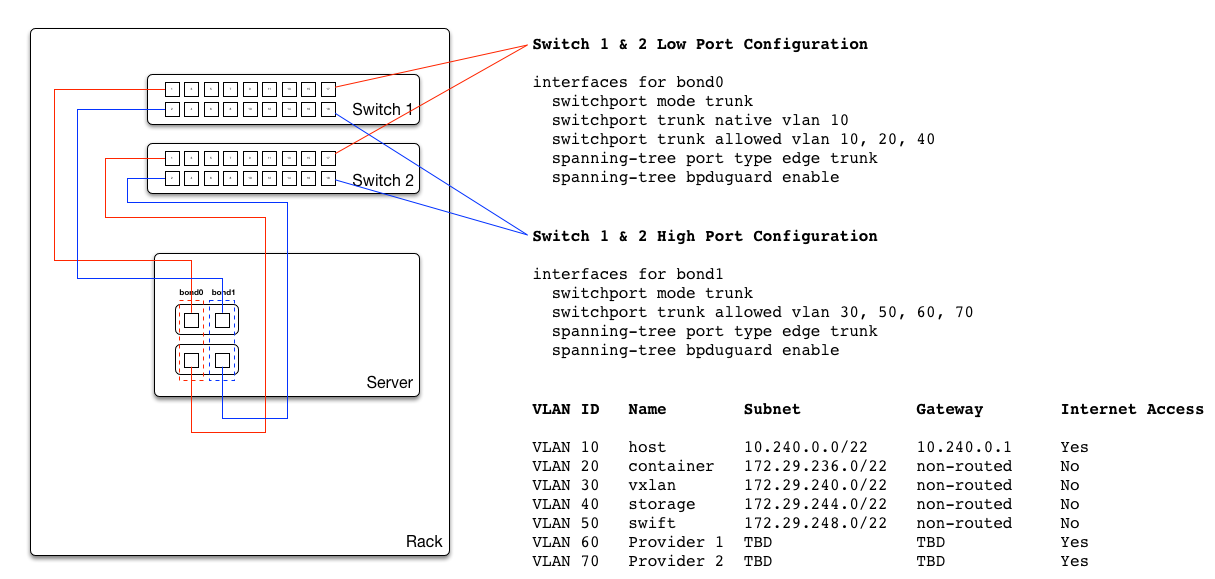 Switch 1
Switch 2
bond0 bond1
Server
Rack
Switch 1 & 2 Low Port Configuration
interfaces for bond0
switchport mode trunk
switchport trunk native vlan 10
switchport trunk allowed vlan 10, 20, 40
spanning-tree port type edge trunk
spanning-tree bpduguard enable
Switch 1 & 2 High Port Configuration
interfaces for bond1
switchport mode trunk
switchport trunk allowed vlan 30, 50, 60, 70
spanning-tree port type edge trunk
spanning-tree bpduguard enable
VLAN ID Name Subnet Gateway Internet Access
VLAN 10 host 10.240.0.0/22 10.240.0.1 Yes
VLAN 20 container 172.29.236.0/22 non-routed No
VLAN 30 vxlan 172.29.240.0/22 non-routed No
VLAN 40 storage 172.29.244.0/22 non-routed No
VLAN 50 swift 172.29.248.0/22 non-routed No
VLAN 60 Provider 1 TBD TBD Yes
VLAN 70 Provider 2 TBD TBD Yes